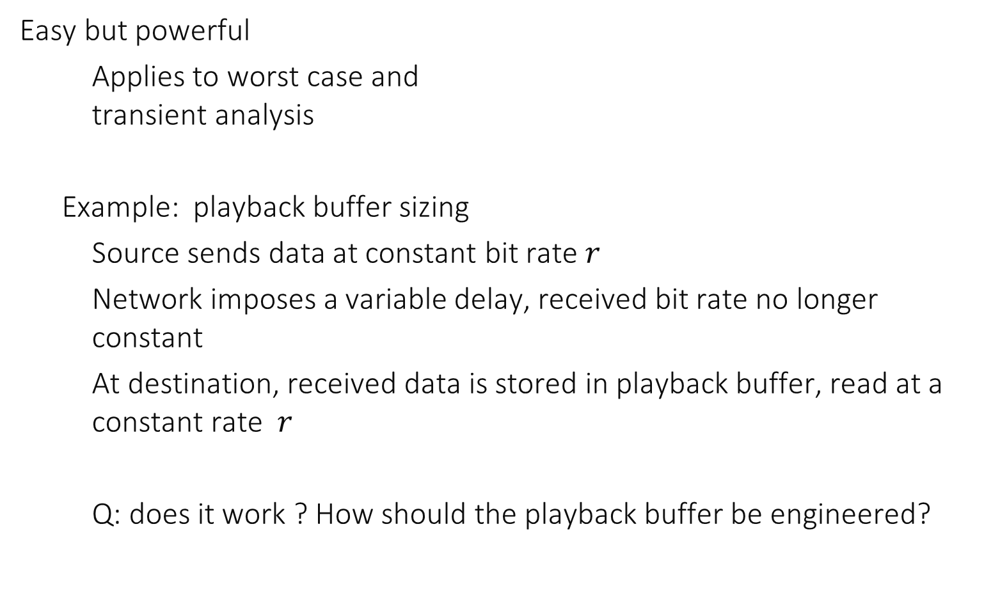 Easy but powerful
Applies to worst case and
transient analysis
Example: playback buffer sizing
Source sends data at constant bit rate r
Network imposes a variable delay, received bit rate no longer
constant
At destination, received data is stored in playback buffer, read at a
constant rate r
Q: does it work ? How should the playback buffer be engineered?